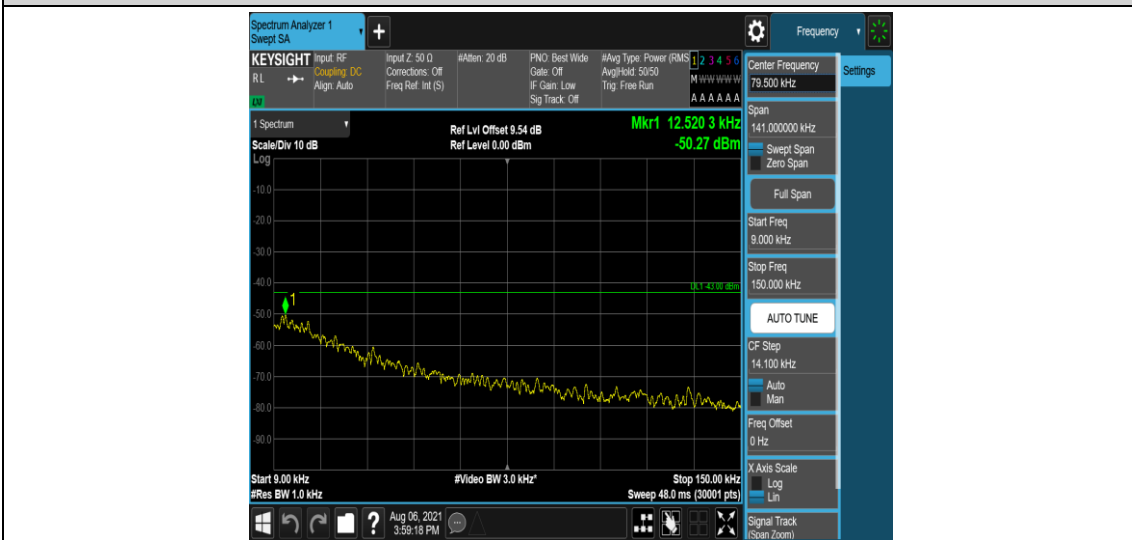 Spectrum Analyzer 1
Swept SA
+
Frequency
KEYSIGHT
RL
LXI
Input: RF
Coupling: DC
Align: Auto
Input Z: 50 Ω
Corrections: Off
Freq Ref: Int (S)
#Atten: 20 dB
PNO: Best Wide
Gate: Off
IF Gain: Low
Sig Track: Off
#Avg Type: Power (RMS
Avg|Hold: 50/50
Trig: Free Run
1 2 3 4 5 6
M W W W W W
A A A A A A
1 Spectrum
Scale/Div 10 dB
Ref Lvl Offset 9.54 dB
Ref Level 0.00 dBm
Mkr1 12.520 3 kHz
-50.27 dBm
Log
-10.0
-20.0
-30.0
-40.0
DL1 -43.00 dBm
1
-50.0
-60.0
-70.0
-80.0
-90.0
Start 9.00 kHz
#Res BW 1.0 kHz
#Video BW 3.0 kHz*
Stop 150.00 kHz
Sweep 48.0 ms (30001 pts)
?
Aug 06, 2021
3:59:18 PM
Center Frequency
79.500 kHz
Settings
Span
141.000000 kHz
Swept Span
Zero Span
Full Span
Start Freq
9.000 kHz
Stop Freq
150.000 kHz
AUTO TUNE
CF Step
14.100 kHz
Auto
Man
Freq Offset
0 Hz
X Axis Scale
Log
Lin
Signal Track
(Span Zoom)